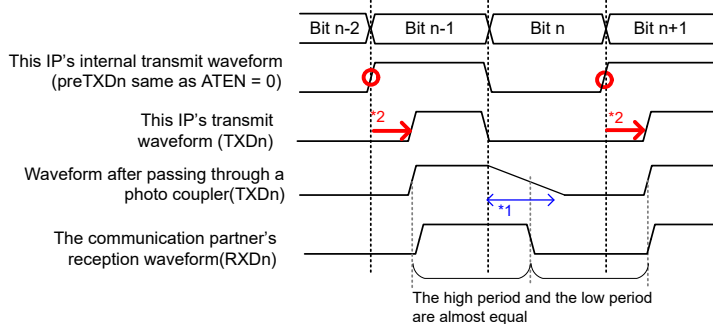 Bit n-2 Bit n-1 Bit n Bit n+1
This IP's internal transmit waveform
(preTXDn same as ATEN = 0)
*2 *2
This IP's transmit
waveform (TXDn)
Waveform after passing through a
photo coupler(TXDn)
*1
The communication partner's
reception waveform(RXDn)
The high period and the low period
are almost equal